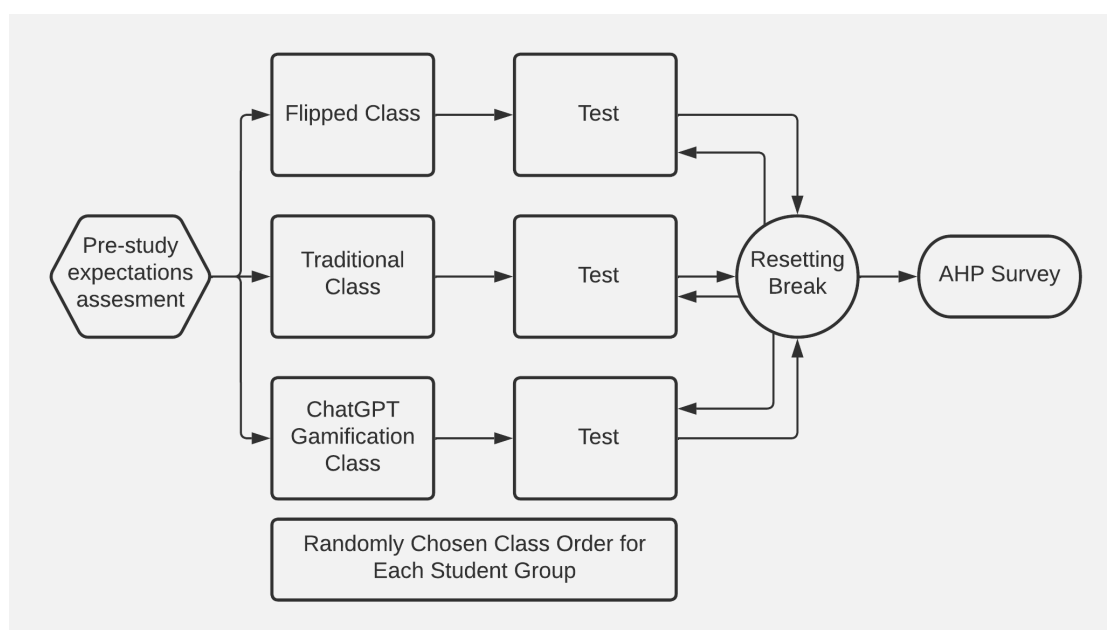 Pre-study
expectations
assesment
Flipped Class
Test
Traditional
Class
Test
ChatGPT
Gamification
Class
Test
Resetting
Break
AHP Survey
Randomly Chosen Class Order for
Each Student Group